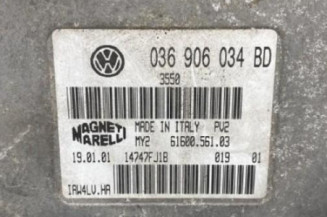 036 906 034 BD
3550
MAGNETI MARELLI
MADE IN ITALY PV2
MY2 61600.561.03
19.01.01 14747FJ1B 019 01
IAW4LV.HA